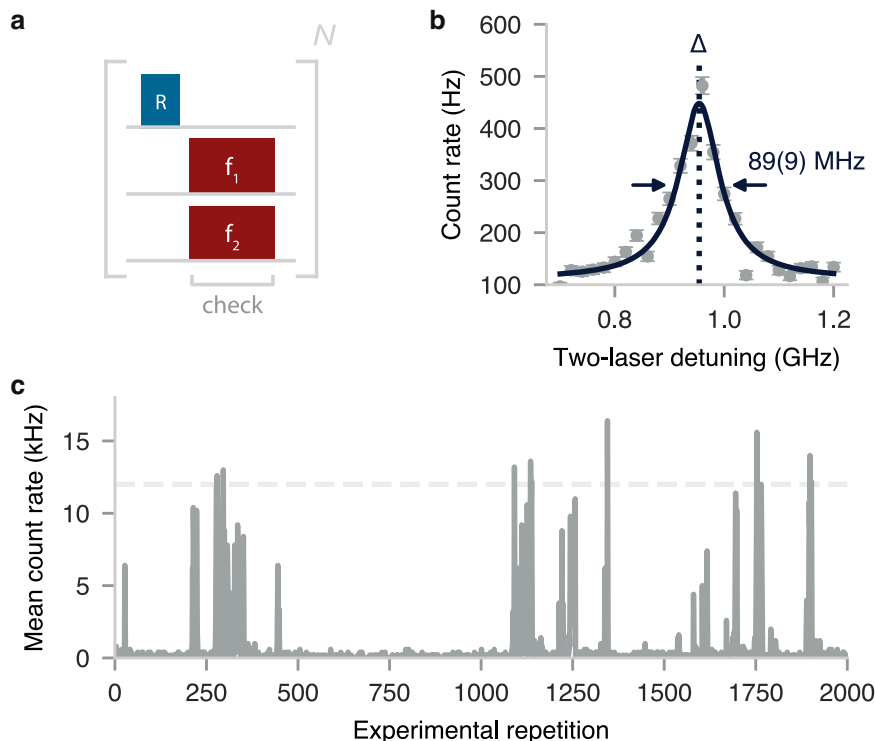 a
N
R
f1
f2
check
b
Δ
600
500
400
300
200
100
Count rate (Hz)
89(9) MHz
0.8
1.0
1.2
Two-laser detuning (GHz)
c
15
10
5
0
Mean count rate (kHz)
0
250
500
750
1000
1250
1500
1750
2000
Experimental repetition